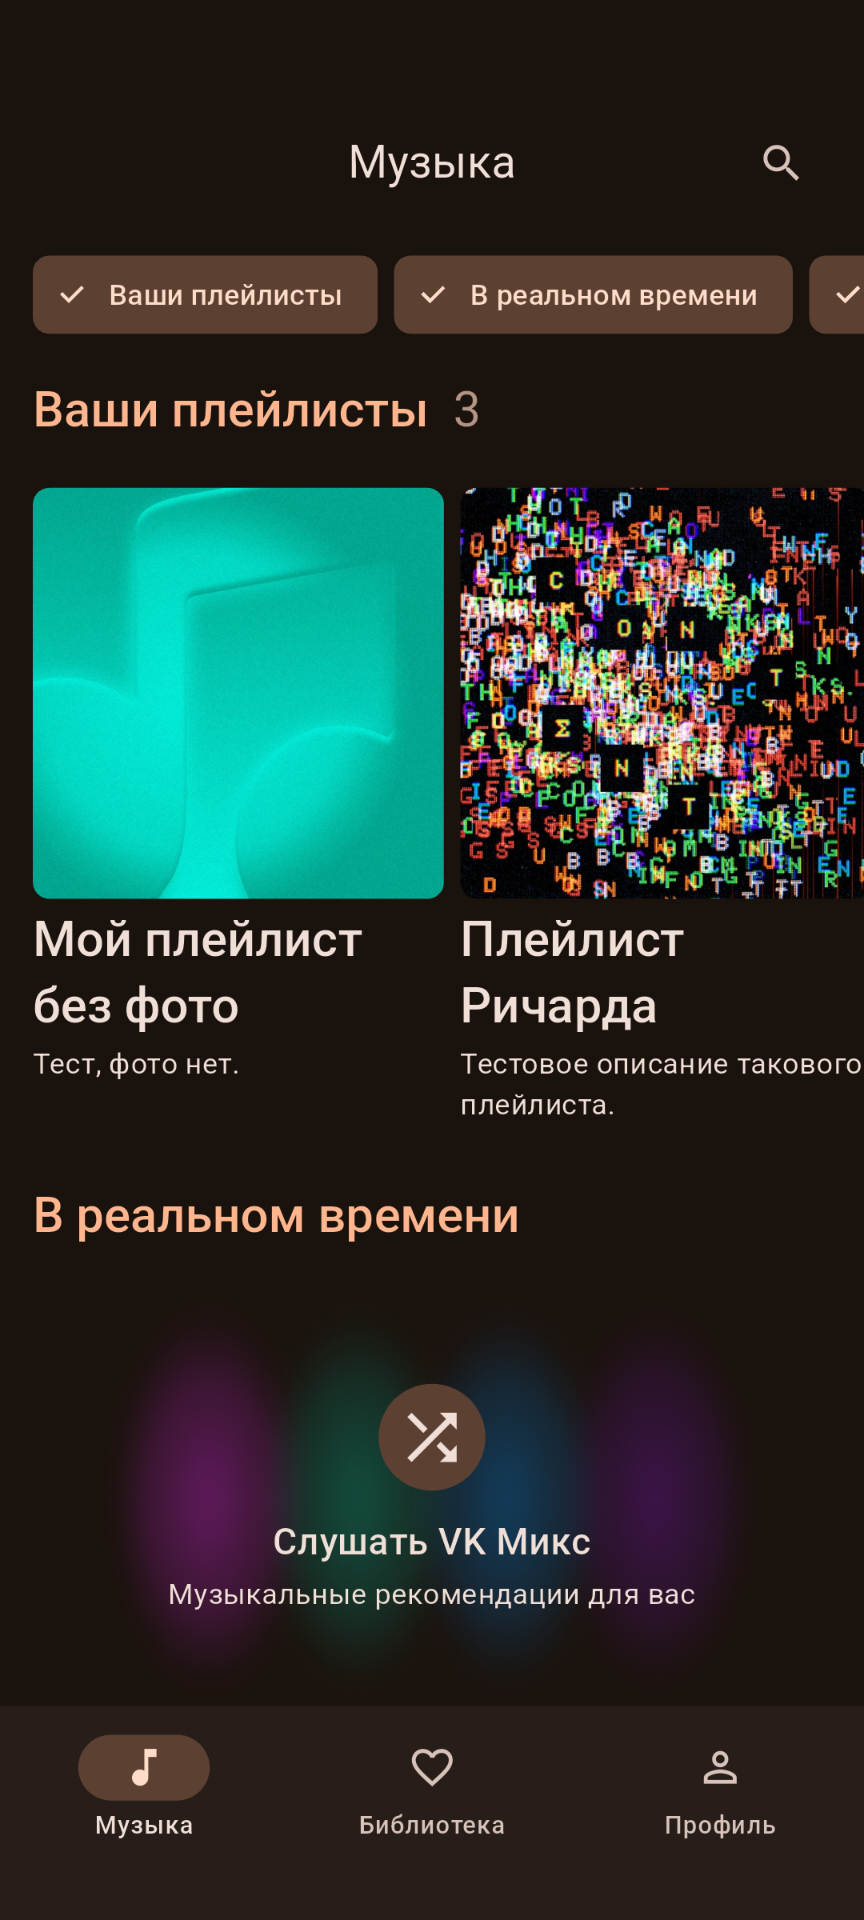 Музыка
Ваши плейлисты
В реальном времени
Ваши плейлисты 3
C
O N
T
Σ
N
T
Мой плейлист
без фото
Тест, фото нет.
Плейлист
Ричарда
Тестовое описание такового
плейлиста.
В реальном времени
Слушать VK Микс
Музыкальные рекомендации для вас
Музыка
Библиотека
Профиль